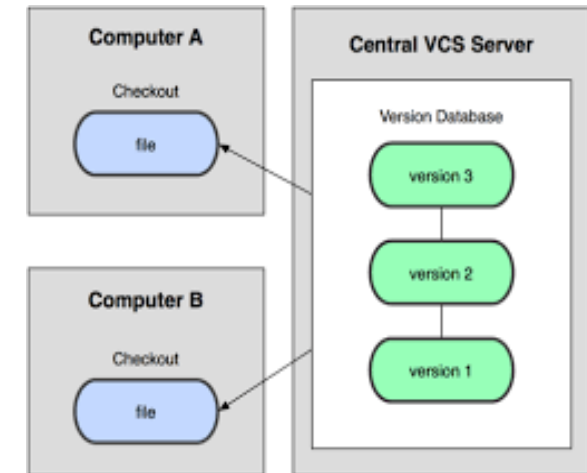 Computer A
Checkout
file
Computer B
Checkout
file
Central VCS Server
Version Database
version 3
version 2
version 1